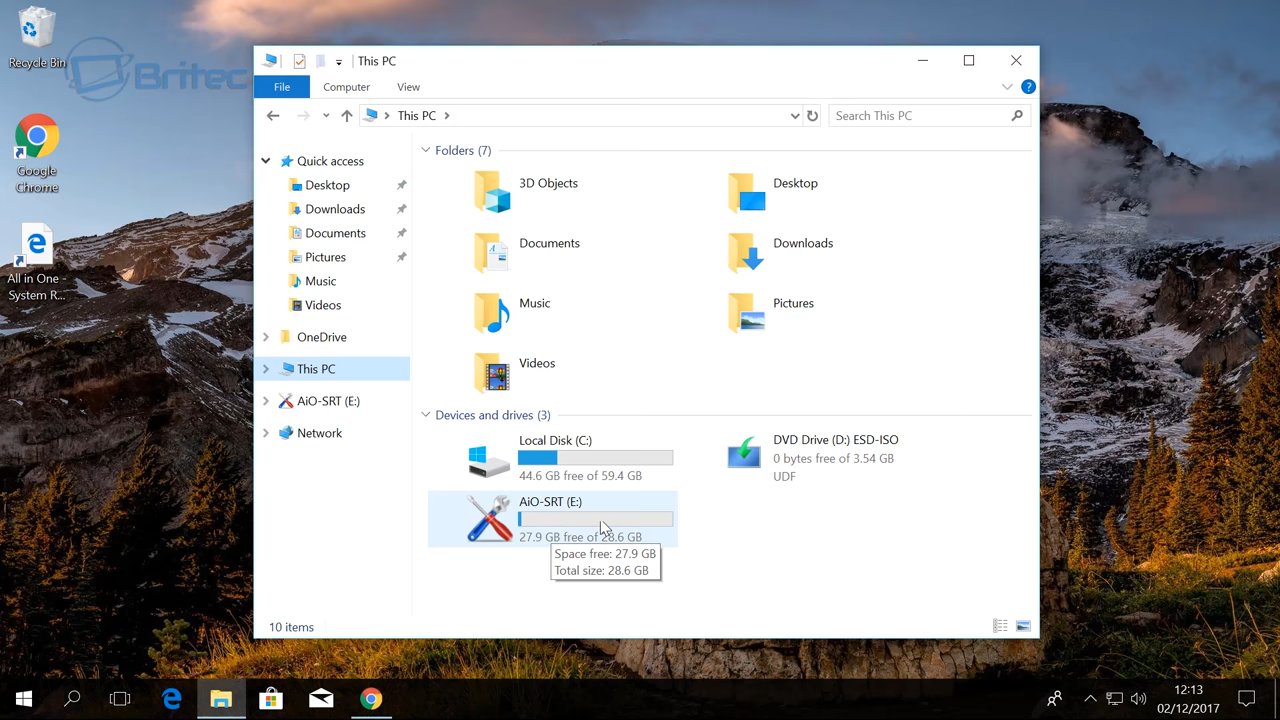 Recycle Bin
Britec
Google
Chrome
All in One -
System R...
This PC
File
Computer
View
?
This PC
Search This PC
Quick access
Desktop
Downloads
Documents
Pictures
Music
Videos
OneDrive
This PC
AiO-SRT (E:)
Network
Folders (7)
3D Objects
Desktop
Documents
Downloads
Music
Pictures
Videos
Devices and drives (3)
Local Disk (C:)
44.6 GB free of 59.4 GB
DVD Drive (D:) ESD-ISO
0 bytes free of 3.54 GB
UDF
AiO-SRT (E:)
27.9 GB free of 28.6 GB
Space free: 27.9 GB
Total size: 28.6 GB
10 items
12:13
02/12/2017